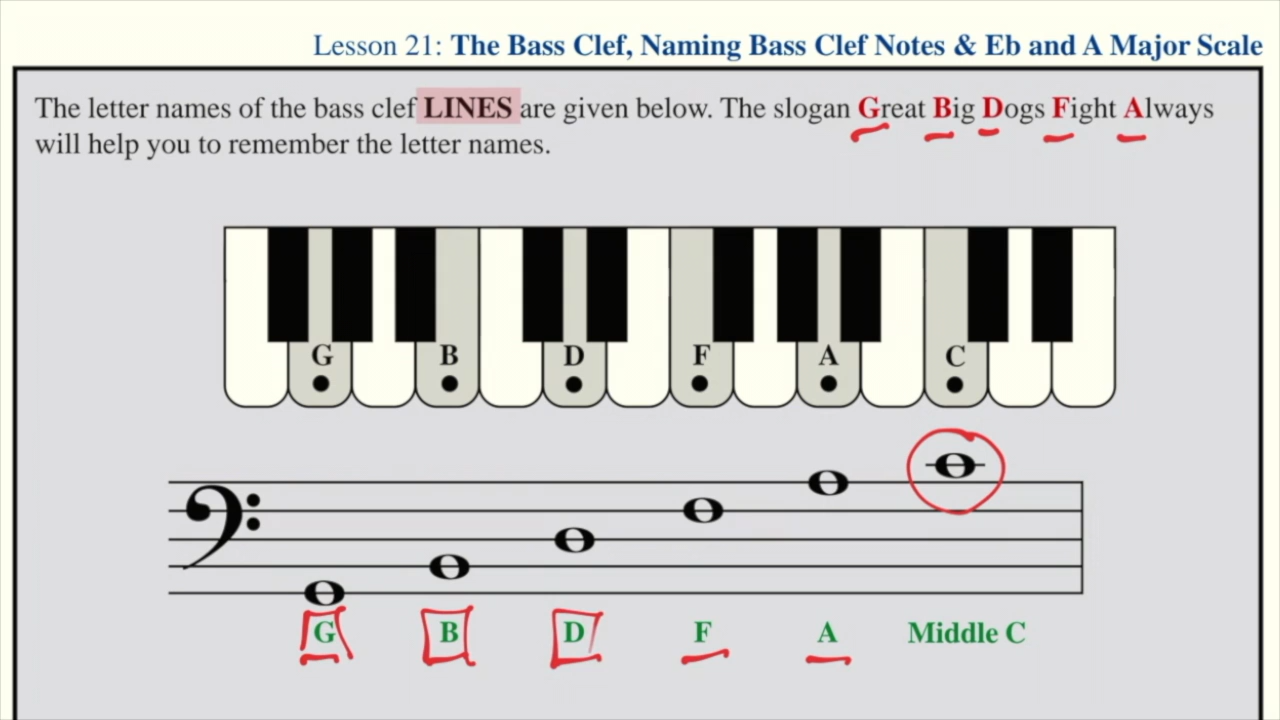 Lesson 21: The Bass Clef, Naming Bass Clef Notes & Eb and A Major Scale
The letter names of the bass clef LINES are given below. The slogan Great Big Dogs Fight Always
will help you to remember the letter names.
G B D F A C
G B D F A Middle C